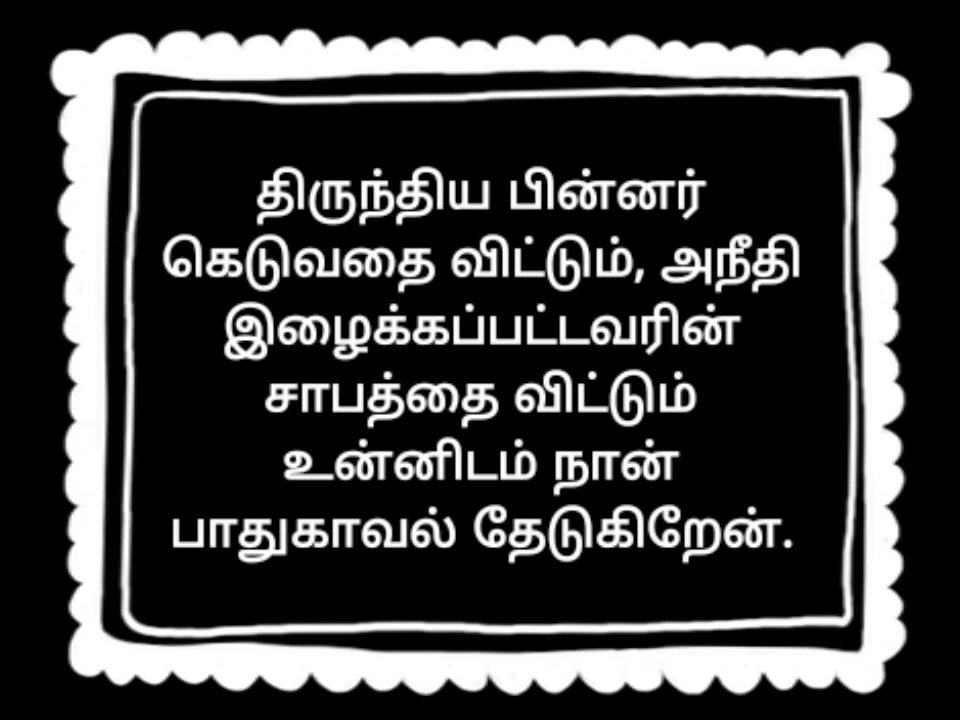 திருந்திய பின்னர்
கெடுவதை விட்டும், அநீதி
இழைக்கப்பட்டவரின்
சாபத்தை விட்டும்
உன்னிடம் நான்
பாதுகாவல் தேடுகிறேன்.